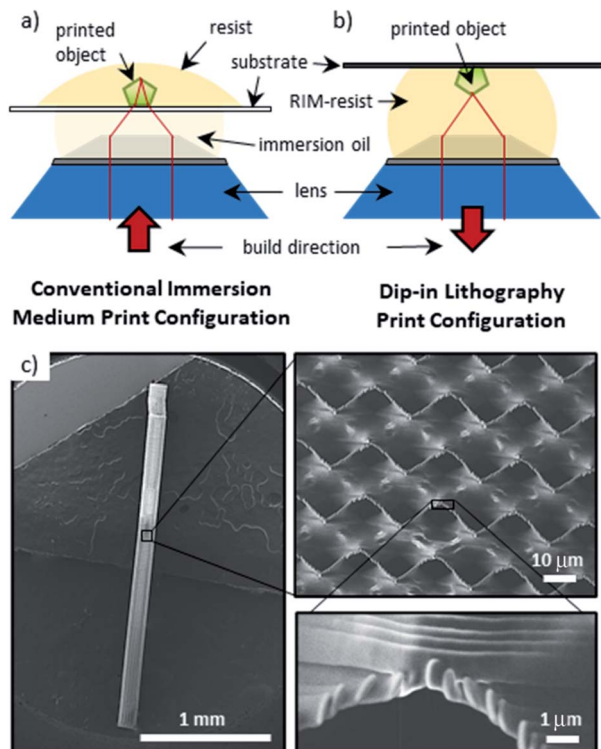 a)
printed
object
resist
substrate
immersion oil
lens
build direction
b)
printed object
RIM-resist
Conventional Immersion
Medium Print Configuration
Dip-in Lithography
Print Configuration
c)
1 mm
10 µm
1 µm